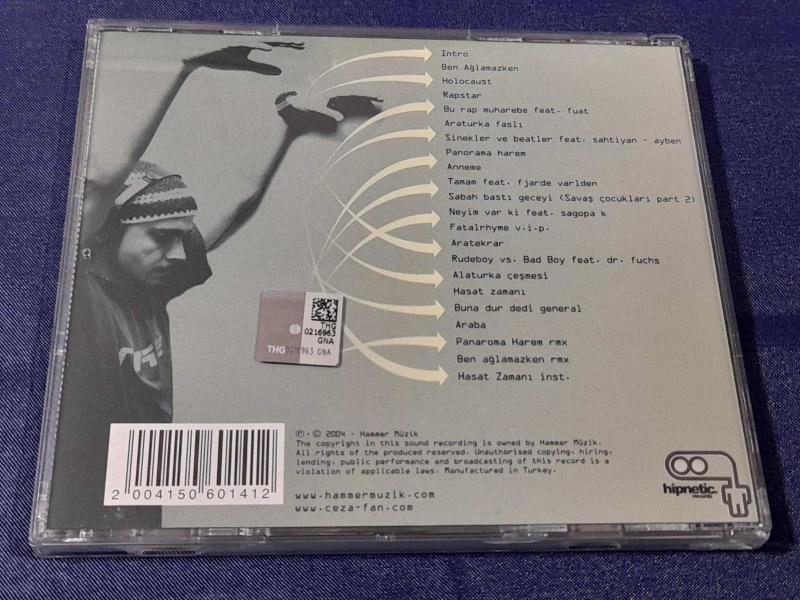 Intro
Ben Ağlamazken
Holocaust
Rapstar
Bu rap muharebe feat. fuat
Araturka faslı
Sinekler ve beatler feat. sahtiyan - ayben
Panorama harem
Anneme
Tamam feat. fjarde varlden
Sabah bastı geceyi (Savaş çocukları part 2)
Neyim var ki feat. sagopa k
Fatalrhyme v.i.p.
Aratekrar
Rudeboy vs. Bad Boy feat. dr. fuchs
Alaturka çeşmesi
Hasat zamanı
Buna dur dedi general
Araba
Panaroma Harem rmx
Ben ağlamazken rmx
Hasat Zamanı inst.
THG
0216963
GNA
THG0216963 GNA
2 004150 601412
℗ · © 2004 - Hammer Müzik
The copyright in this sound recording is owned by Hammer Müzik.
All rights of the produced reserved. Unauthorised copying, hiring,
lending, public performance and broadcasting of this record is a
violation of applicable laws. Manufactured in Turkey.
www.hammermuzik.com
www.ceza-fan.com
hipnetic.
records